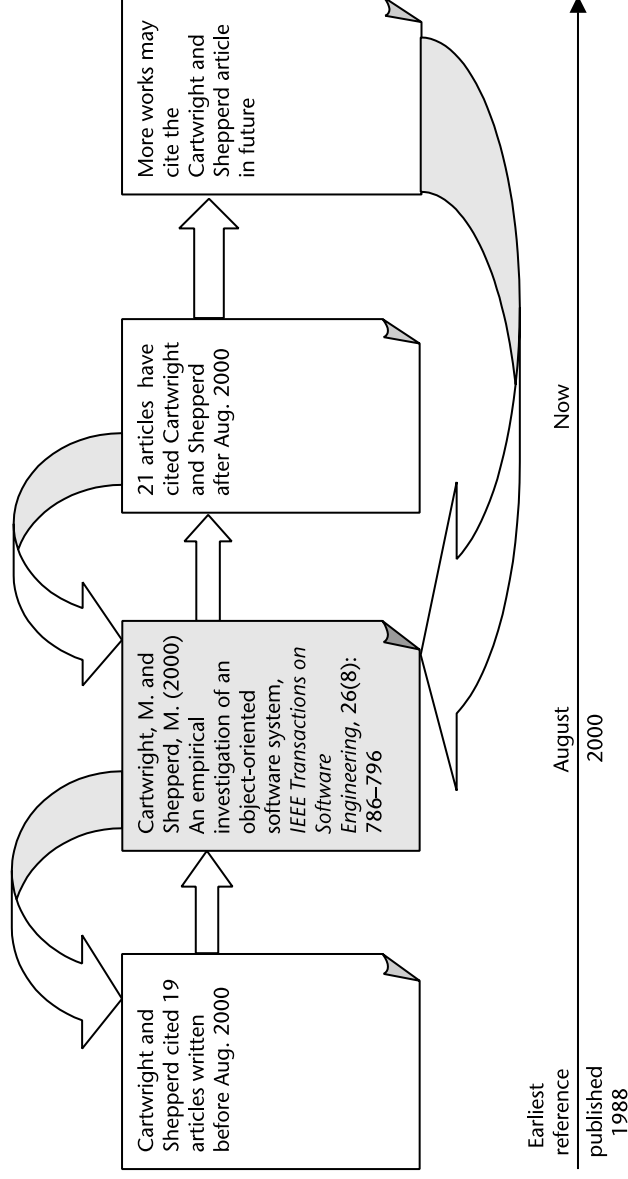 Cartwright and
Shepperd cited 19
articles written
before Aug. 2000
Cartwright, M. and
Shepperd, M. (2000)
An empirical
investigation of an
object-oriented
software system,
IEEE Transactions on
Software
Engineering, 26(8):
786–796
21 articles have
cited Cartwright
and Shepperd
after Aug. 2000
More works may
cite the
Cartwright and
Shepperd article
in future
Earliest
reference
published
1988
August
2000
Now